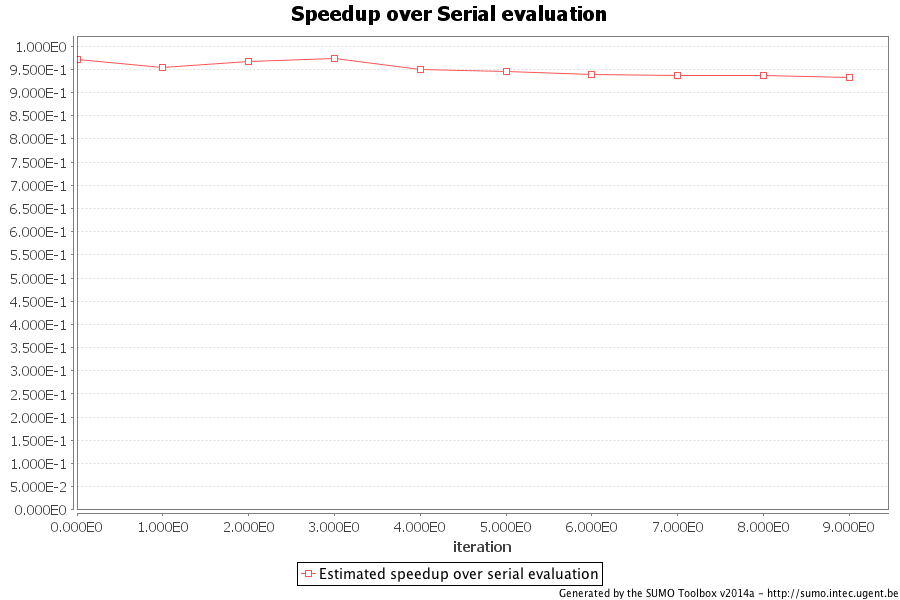 Speedup over Serial evaluation
1.000E0
9.500E-1
9.000E-1
8.500E-1
8.000E-1
7.500E-1
7.000E-1
6.500E-1
6.000E-1
5.500E-1
5.000E-1
4.500E-1
4.000E-1
3.500E-1
3.000E-1
2.500E-1
2.000E-1
1.500E-1
1.000E-1
5.000E-2
0.000E0
0.000E0 1.000E0 2.000E0 3.000E0 4.000E0 5.000E0 6.000E0 7.000E0 8.000E0 9.000E0
iteration
Estimated speedup over serial evaluation
Generated by the SUMO Toolbox v2014a - http://sumo.intec.ugent.be